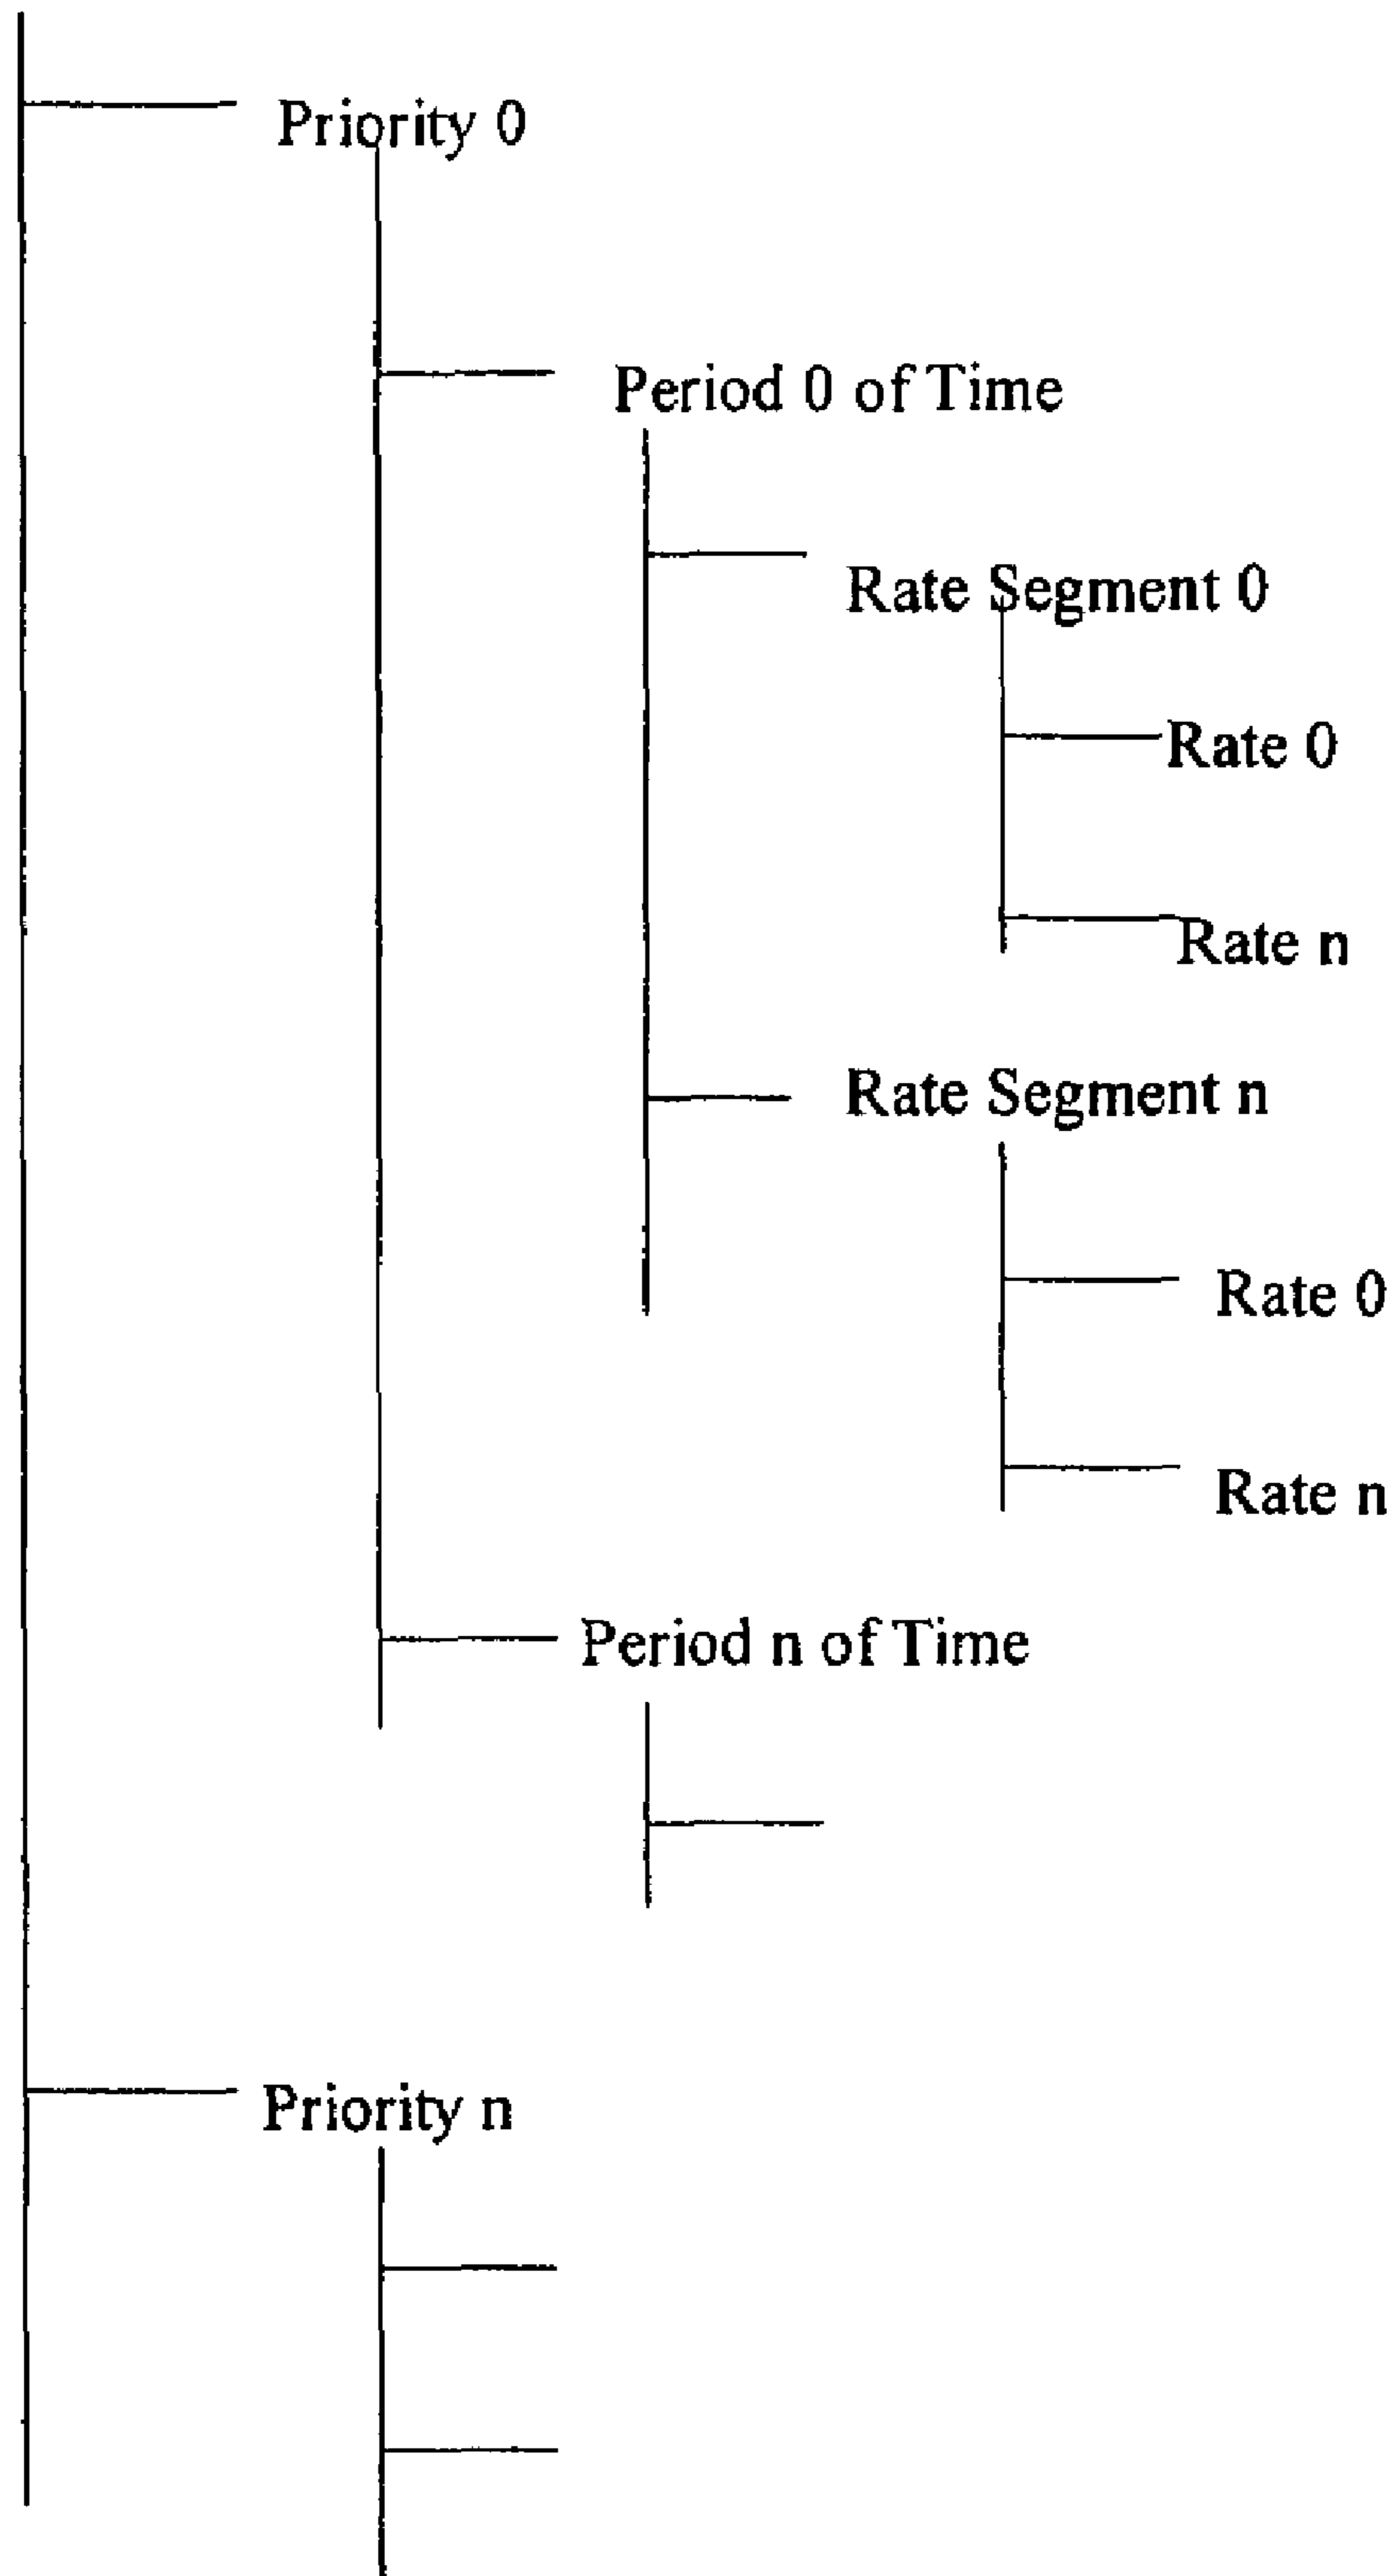 Priority 0
Period 0 of Time
Rate Segment 0
Rate 0
Rate n
Rate Segment n
Rate 0
Rate n
Period n of Time
Priority n